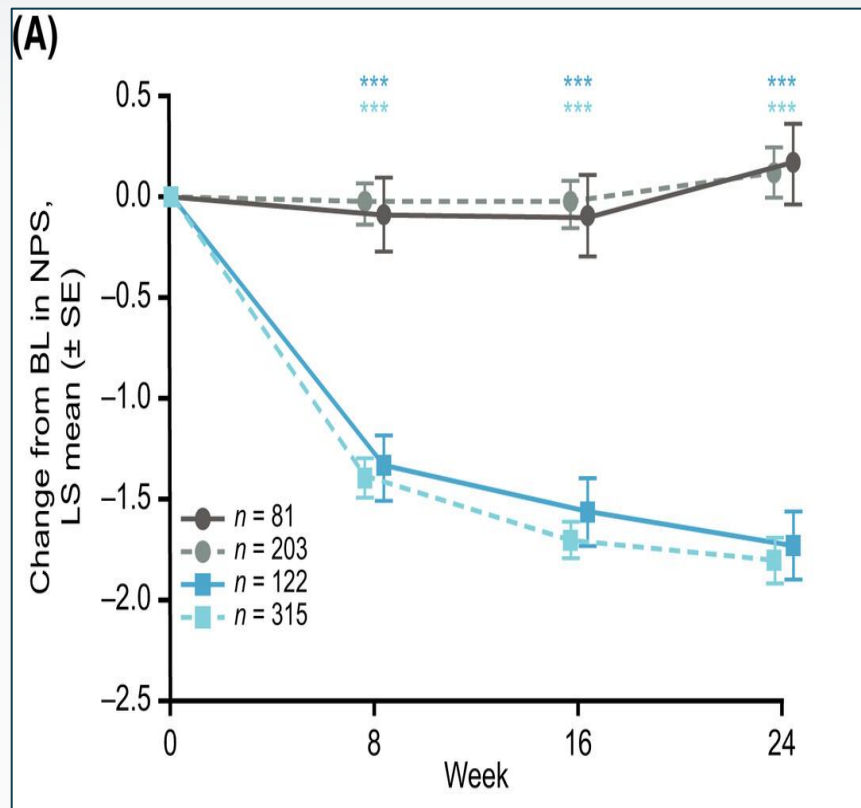 (A)
*** *** ***
*** *** ***
0.5
0.0
–0.5
–1.0
–1.5
–2.0
–2.5
Change from BL in NPS,
LS mean (± SE)
n = 81
n = 203
n = 122
n = 315
0 8 16 24
Week